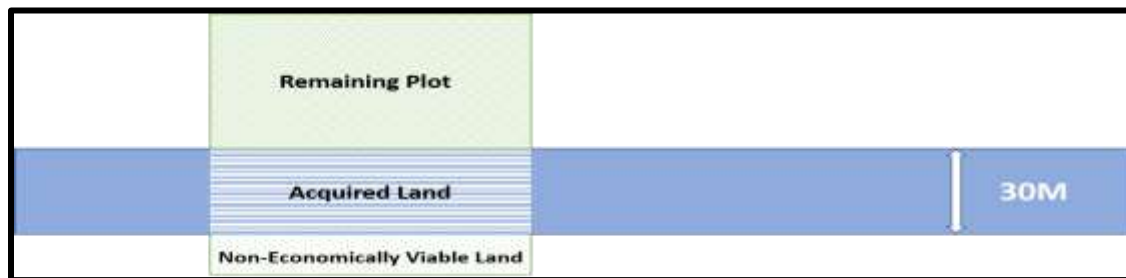 Remaining Plot
Acquired Land
30M
Non-Economically Viable Land